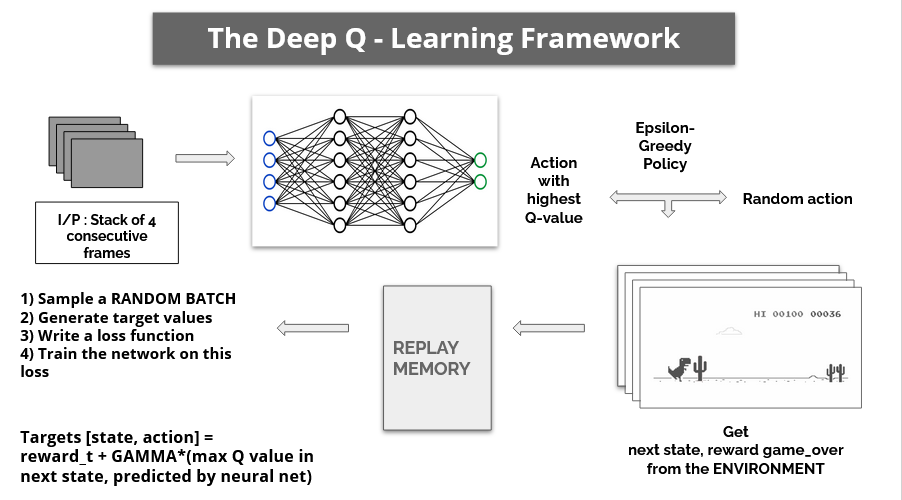 The Deep Q - Learning Framework
I/P : Stack of 4
consecutive
frames
Action
with
highest
Q-value
Epsilon-
Greedy
Policy
Random action
1) Sample a RANDOM BATCH
2) Generate target values
3) Write a loss function
4) Train the network on this
loss
REPLAY
MEMORY
HI 00100 00036
Get
next state, reward game_over
from the ENVIRONMENT
Targets [state, action] =
reward_t + GAMMA*(max Q value in
next state, predicted by neural net)